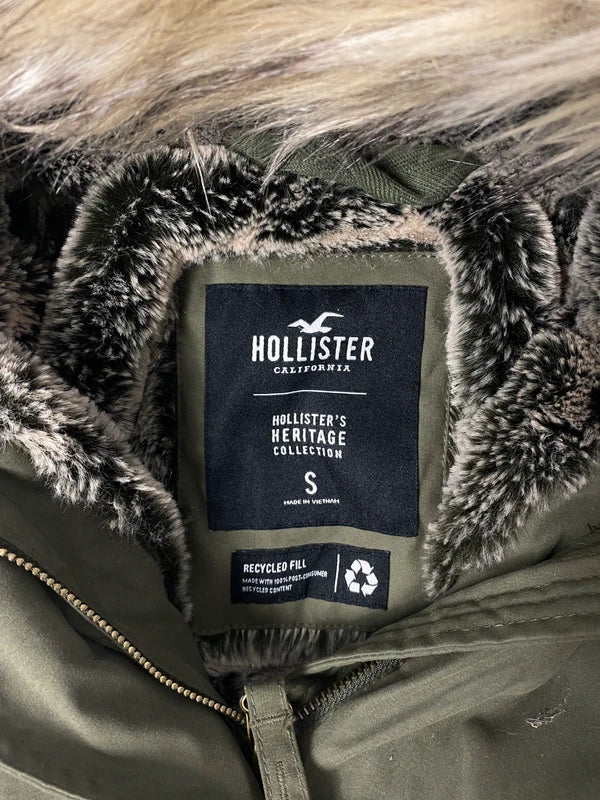 HOLLISTER
CALIFORNIA
HOLLISTER'S
HERITAGE
COLLECTION
S
MADE IN VIETNAM
RECYCLED FILL
MADE WITH 100% POST-CONSUMER
RECYCLED CONTENT